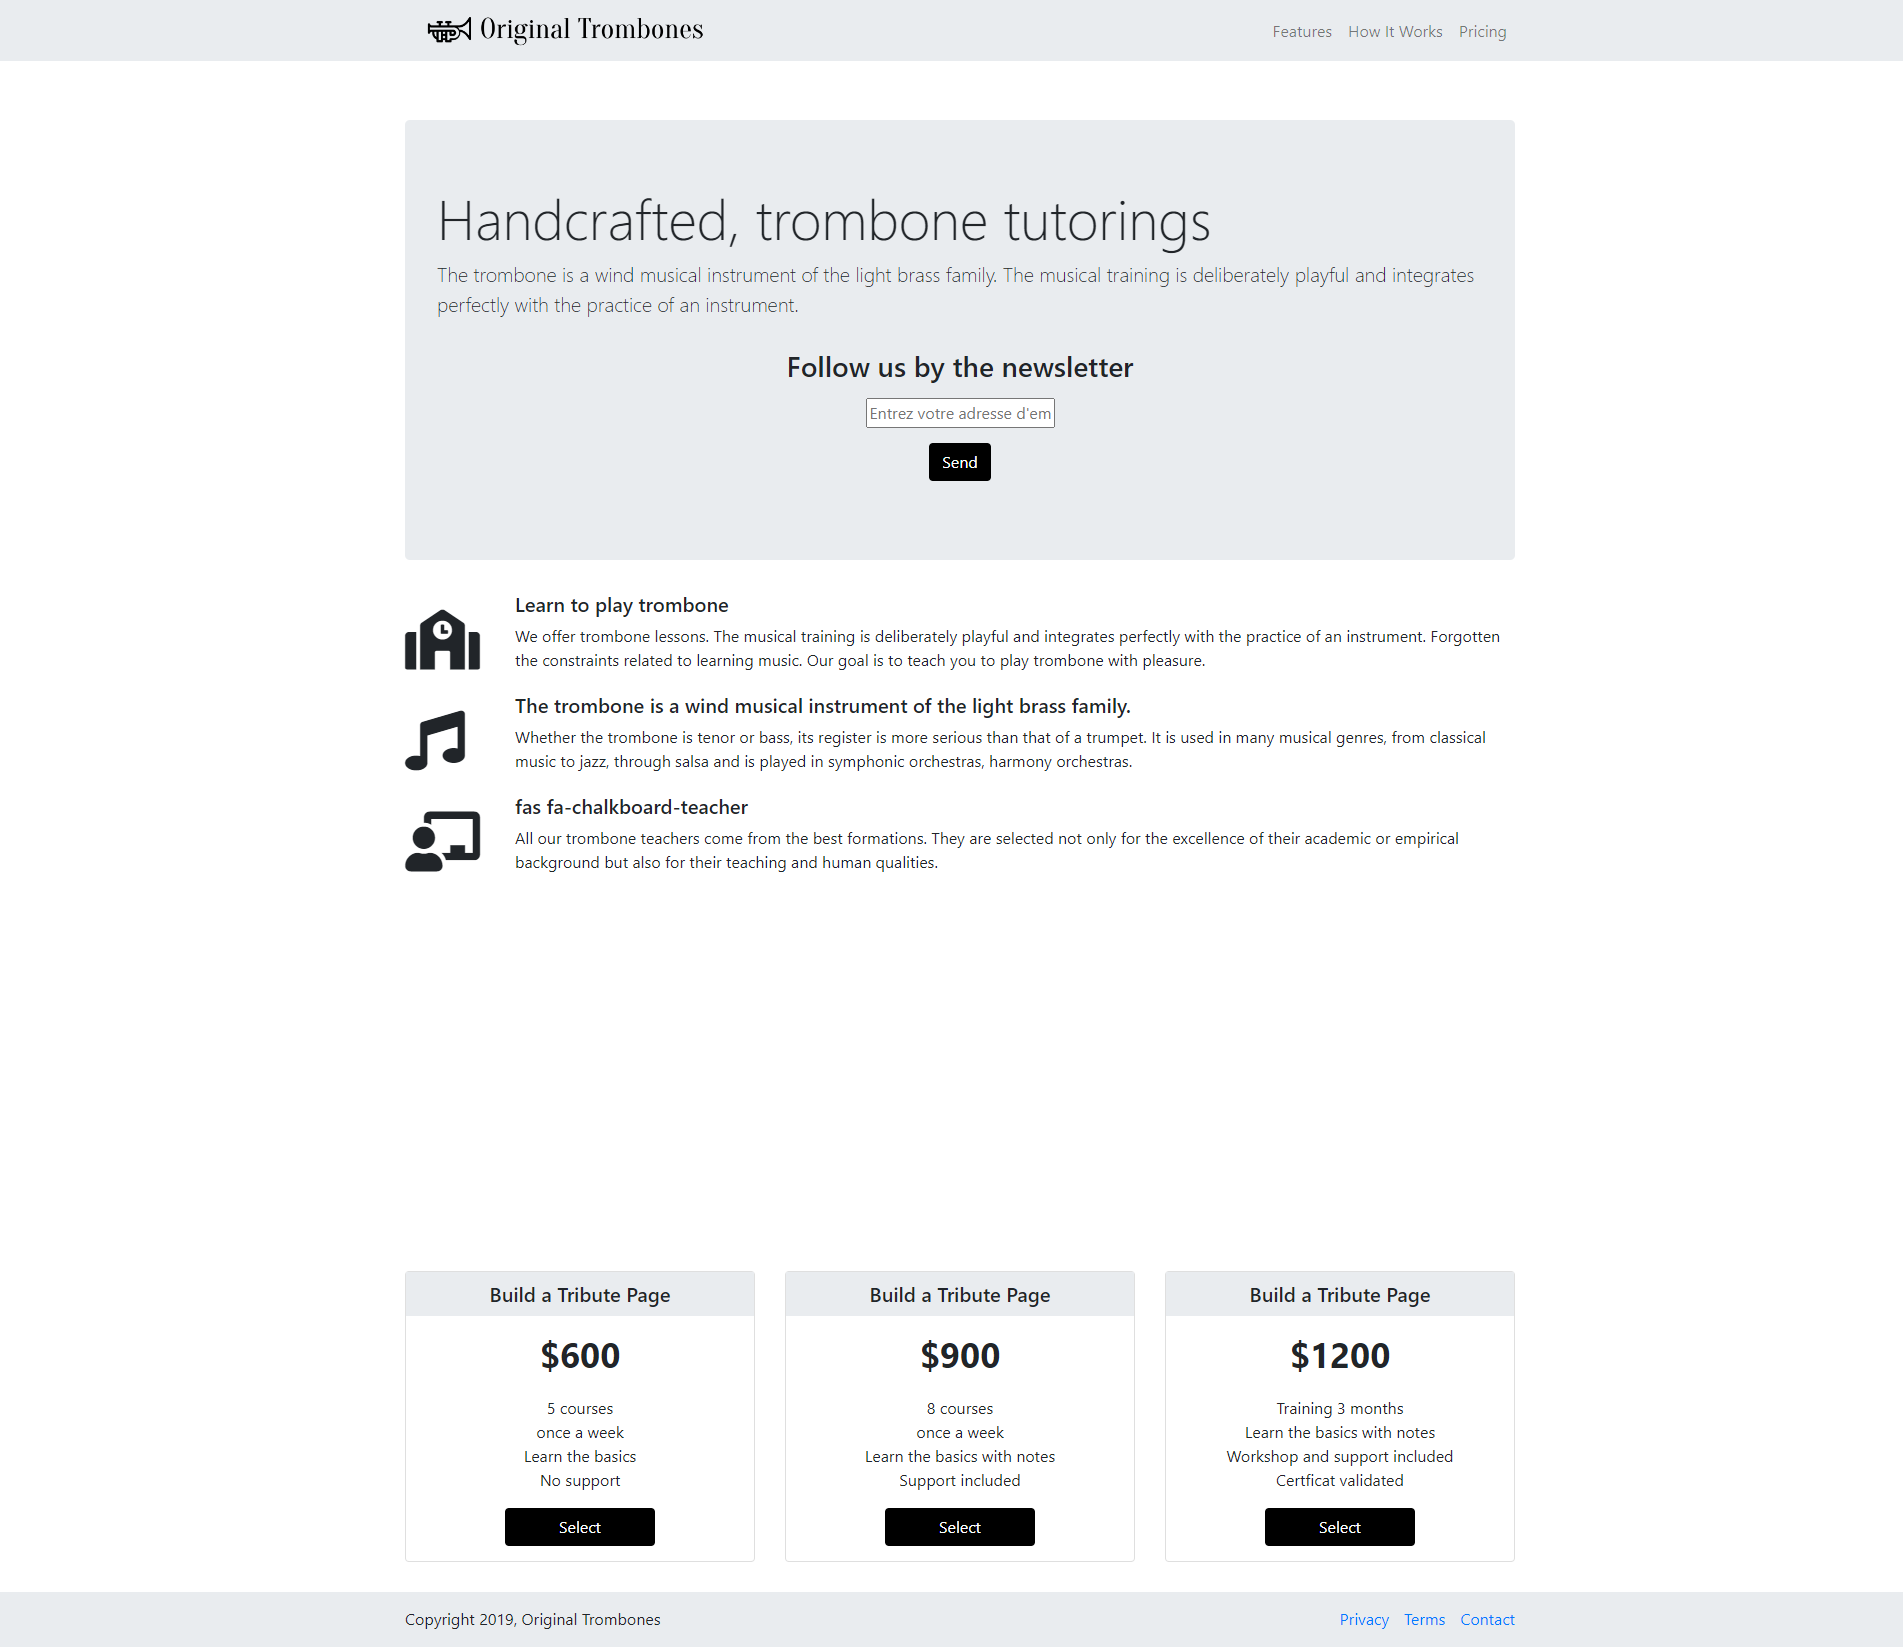 Original Trombones
Features How It Works Pricing
Handcrafted, trombone tutorings
The trombone is a wind musical instrument of the light brass family. The musical training is deliberately playful and integrates
perfectly with the practice of an instrument.
Follow us by the newsletter
Entrez votre adresse d'em
Send
Learn to play trombone
We offer trombone lessons. The musical training is deliberately playful and integrates perfectly with the practice of an instrument. Forgotten
the constraints related to learning music. Our goal is to teach you to play trombone with pleasure.
The trombone is a wind musical instrument of the light brass family.
Whether the trombone is tenor or bass, its register is more serious than that of a trumpet. It is used in many musical genres, from classical
music to jazz, through salsa and is played in symphonic orchestras, harmony orchestras.
fas fa-chalkboard-teacher
All our trombone teachers come from the best formations. They are selected not only for the excellence of their academic or empirical
background but also for their teaching and human qualities.
Build a Tribute Page
$600
5 courses
once a week
Learn the basics
No support
Select
Build a Tribute Page
$900
8 courses
once a week
Learn the basics with notes
Support included
Select
Build a Tribute Page
$1200
Training 3 months
Learn the basics with notes
Workshop and support included
Certficat validated
Select
Copyright 2019, Original Trombones
Privacy Terms Contact